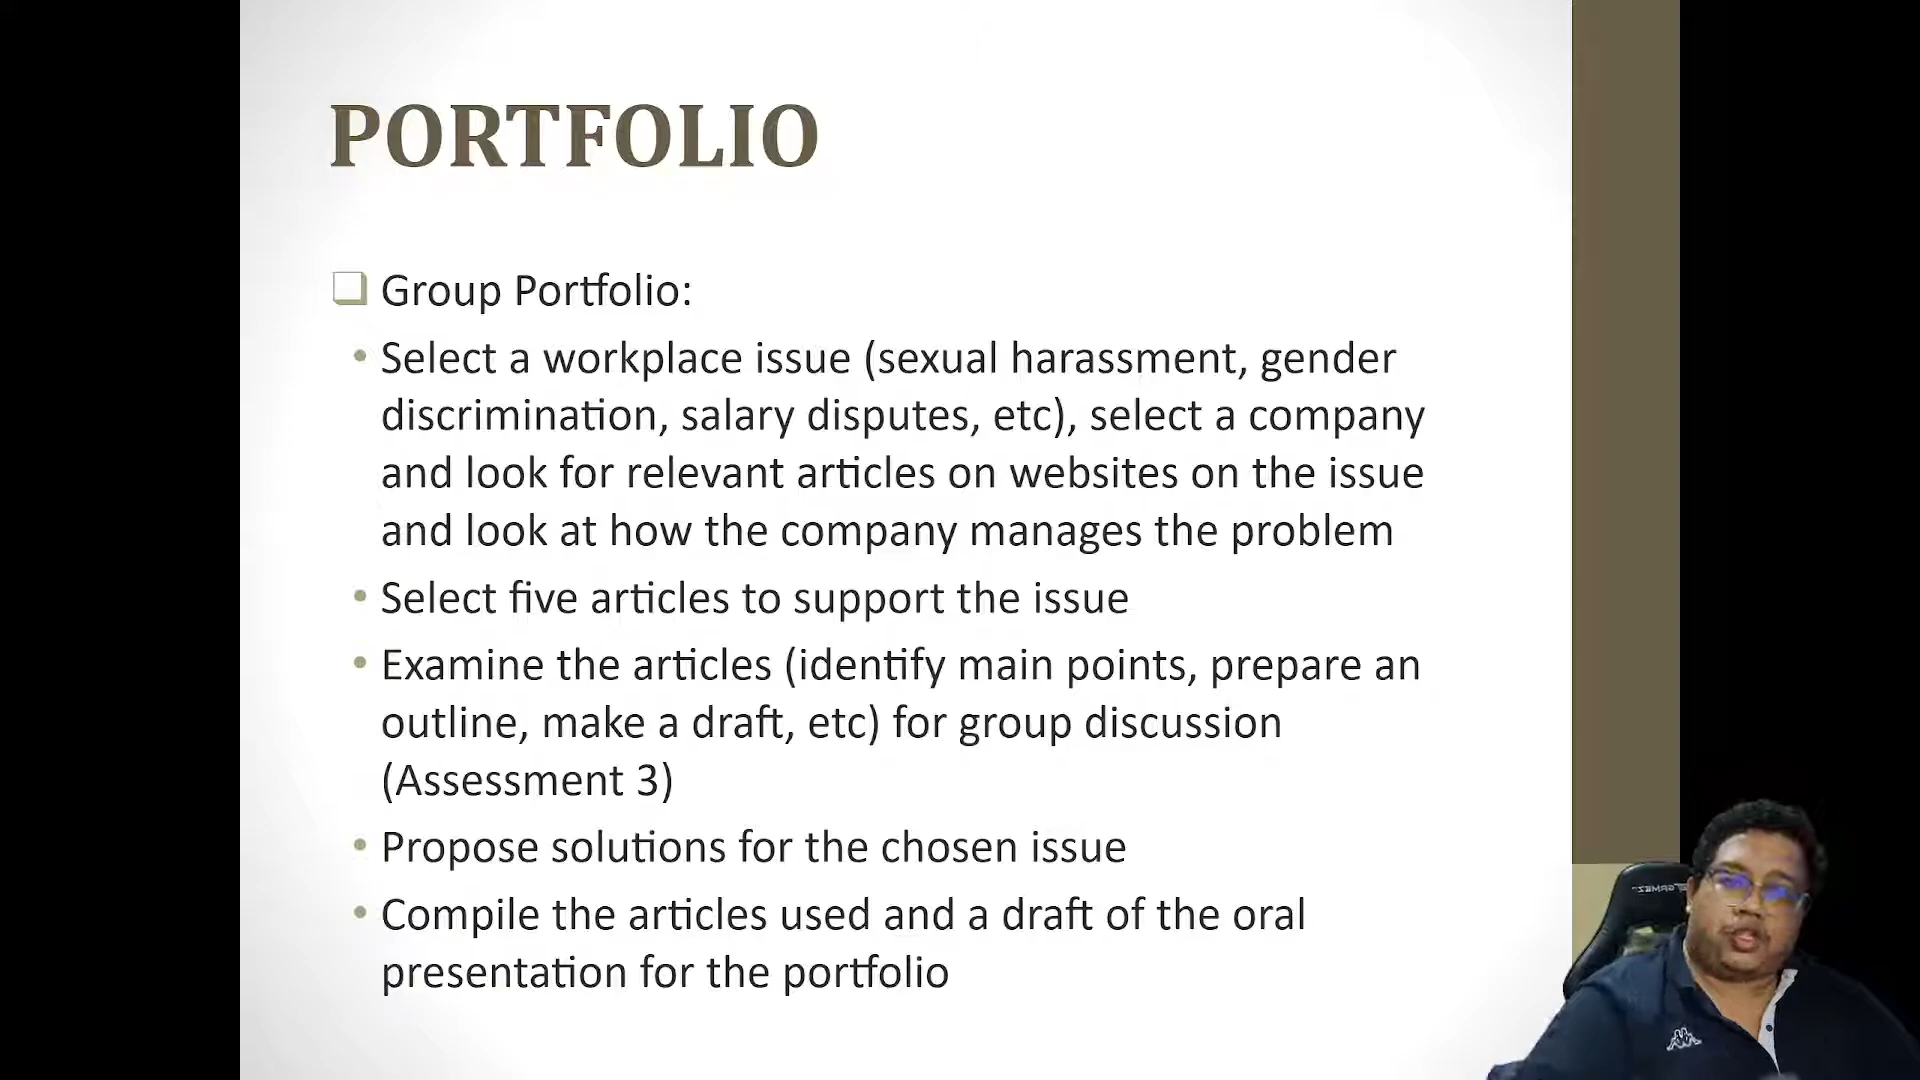 PORTFOLIO
Group Portfolio:
• Select a workplace issue (sexual harassment, gender
discrimination, salary disputes, etc), select a company
and look for relevant articles on websites on the issue
and look at how the company manages the problem
• Select five articles to support the issue
• Examine the articles (identify main points, prepare an
outline, make a draft, etc) for group discussion
(Assessment 3)
• Propose solutions for the chosen issue
• Compile the articles used and a draft of the oral
presentation for the portfolio